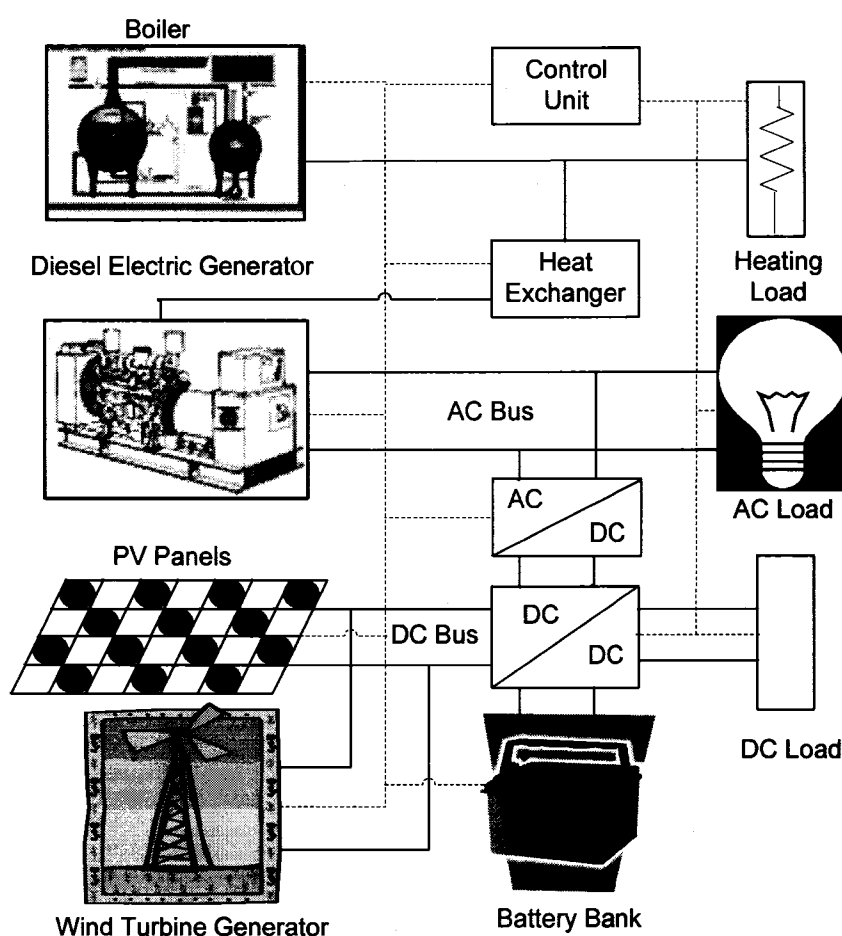 Boiler
Control
Unit
Diesel Electric Generator
Heat
Exchanger
Heating
Load
AC Bus
AC
DC
AC Load
PV Panels
DC Bus
DC
DC
DC Load
Wind Turbine Generator
Battery Bank